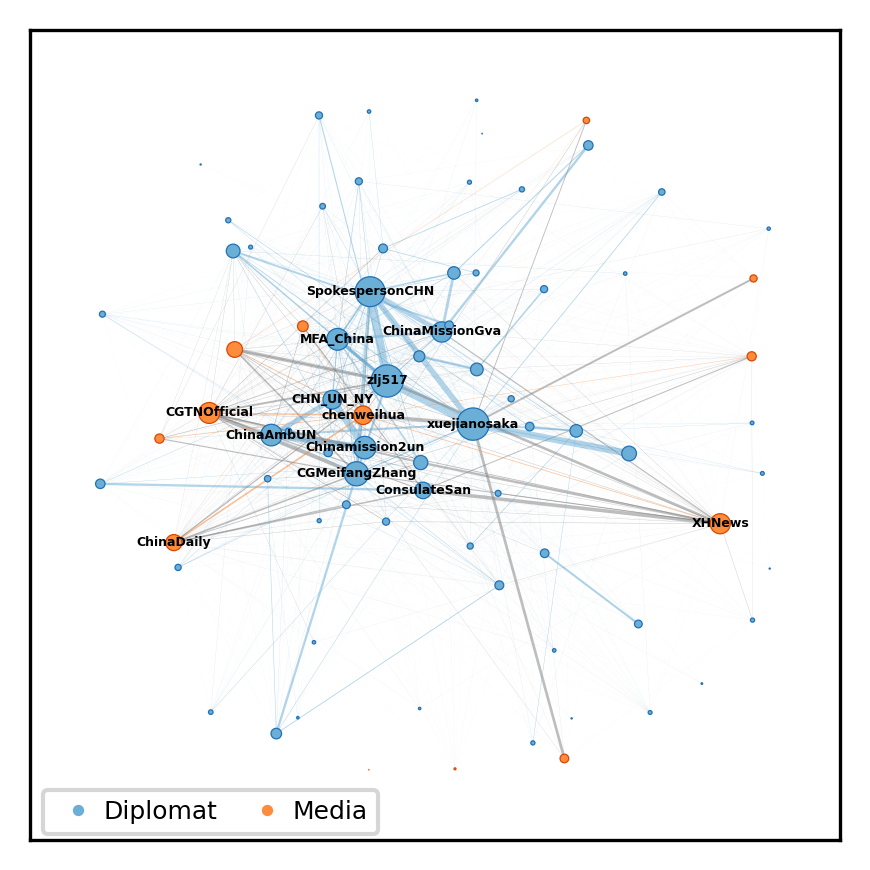 SpokespersonCHN
ChinaMissionGva
MFA_China
zlj517
CHN_UN_NY
CGTNOfficial
chenweihua
xuejianosaka
ChinaAmbUN
Chinamission2un
CGMeifangZhang
ConsulateSan
XHNews
ChinaDaily
Diplomat
Media